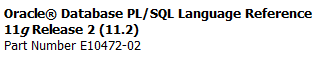 Oracle® Database PL/SQL Language Reference
11g Release 2 (11.2)
Part Number E10472-02